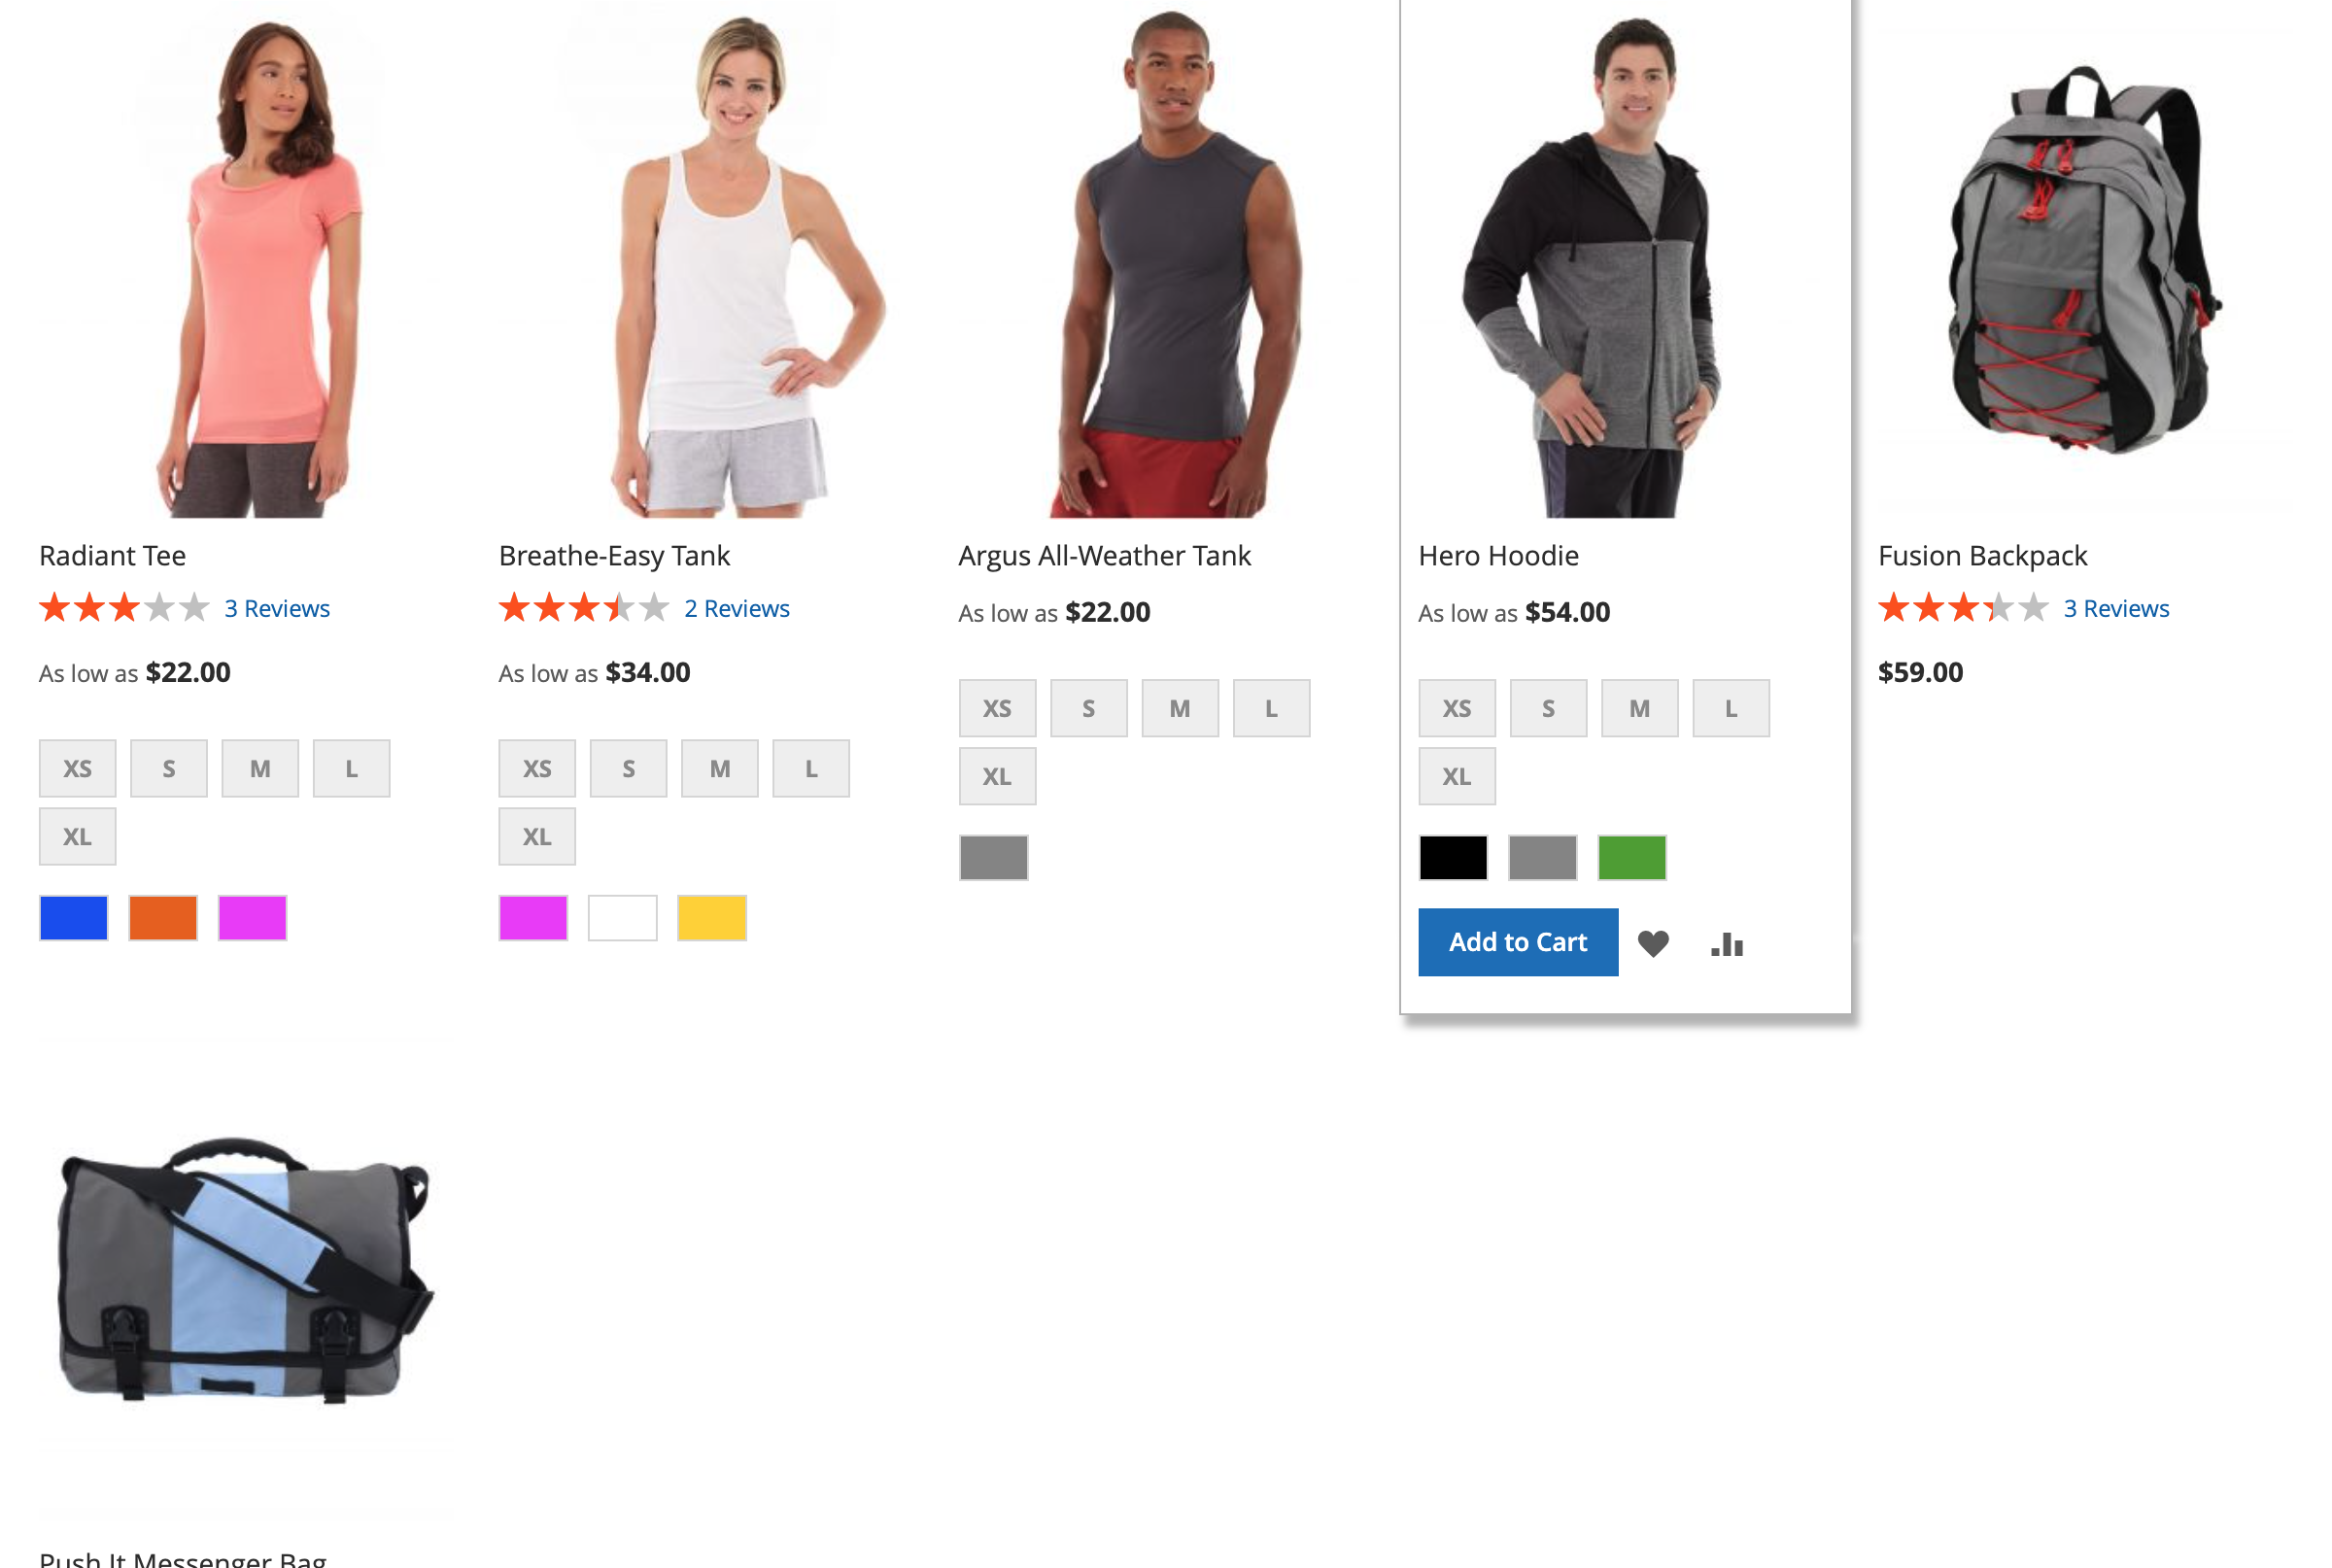 Radiant Tee
3 Reviews
As low as $22.00
XS S M L
XL
Breathe-Easy Tank
2 Reviews
As low as $34.00
XS S M L
XL
Argus All-Weather Tank
As low as $22.00
XS S M L
XL
Hero Hoodie
As low as $54.00
XS S M L
XL
Add to Cart
Fusion Backpack
3 Reviews
$59.00
Push It Messenger Bag